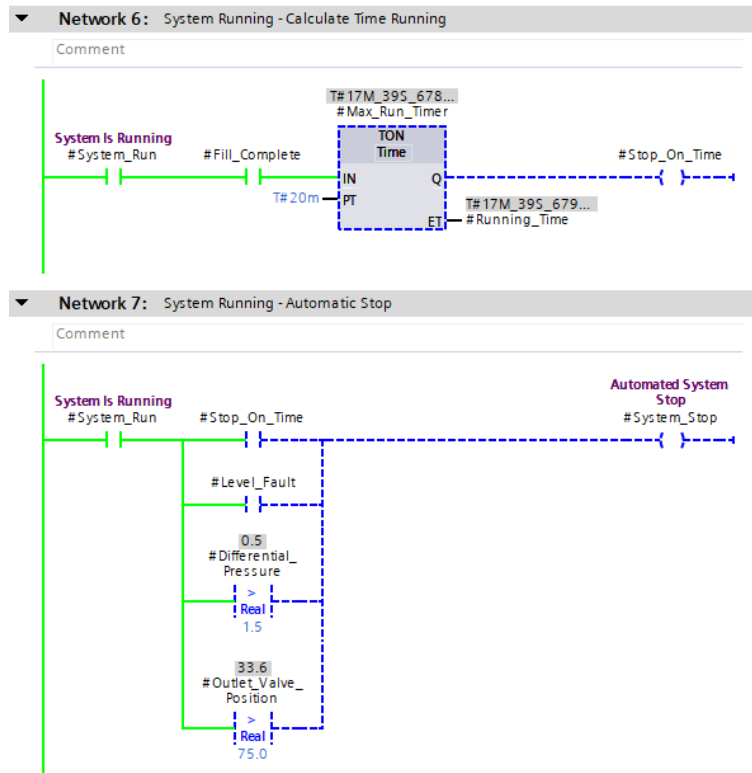 Network 6: System Running - Calculate Time Running
Comment
T#17M_39S_678...
#Max_Run_Timer
System Is Running
TON
#System_Run #Fill_Complete Time #Stop_On_Time
IN Q
T#20m PT T#17M_39S_679...
ET #Running_Time
Network 7: System Running - Automatic Stop
Comment
Automated System
System Is Running Stop
#System_Run #Stop_On_Time #System_Stop
#Level_Fault
0.5
#Differential_
Pressure
>
Real
1.5
33.6
#Outlet_Valve_
Position
>
Real
75.0